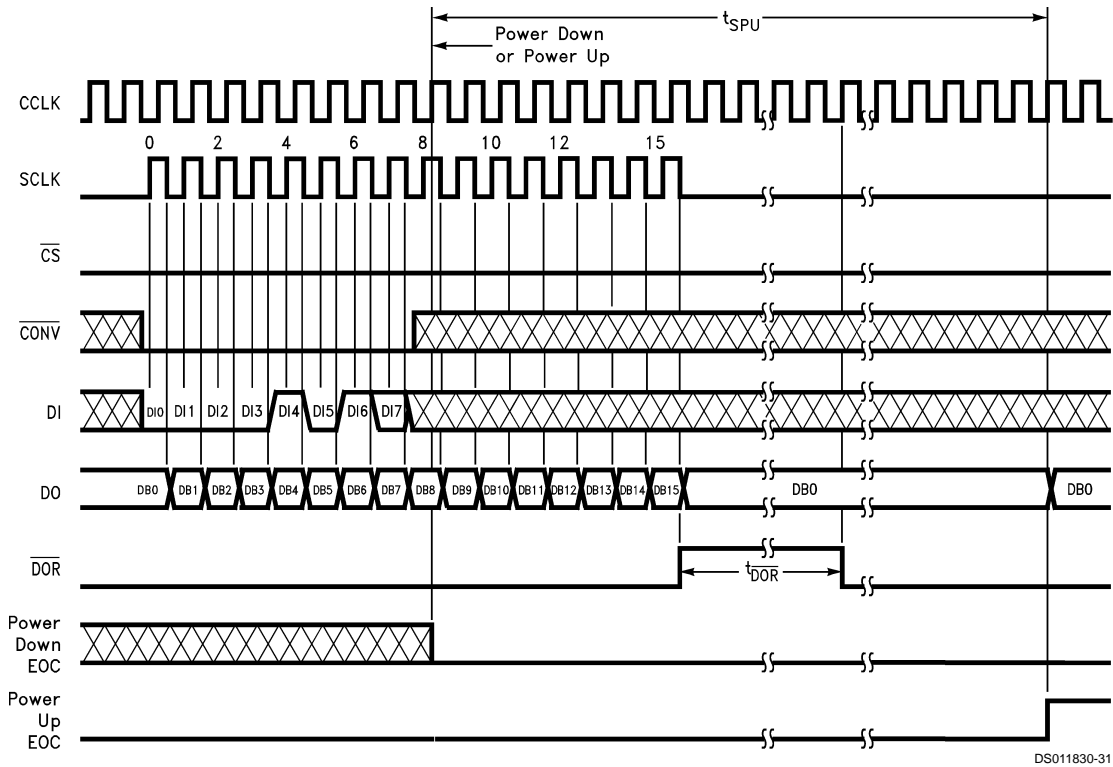 tSPU
Power Down
or Power Up
CCLK
0 2 4 6 8 10 12 15
SCLK
CS
CONV
DI DI0 DI1 DI2 DI3 DI4 DI5 DI6 DI7
DO DB0 DB1 DB2 DB3 DB4 DB5 DB6 DB7 DB8 DB9 DB10 DB11 DB12 DB13 DB14 DB15 DB0 DB0
DOR tDOR
Power
Down
EOC
Power
Up
EOC
DS011830-31